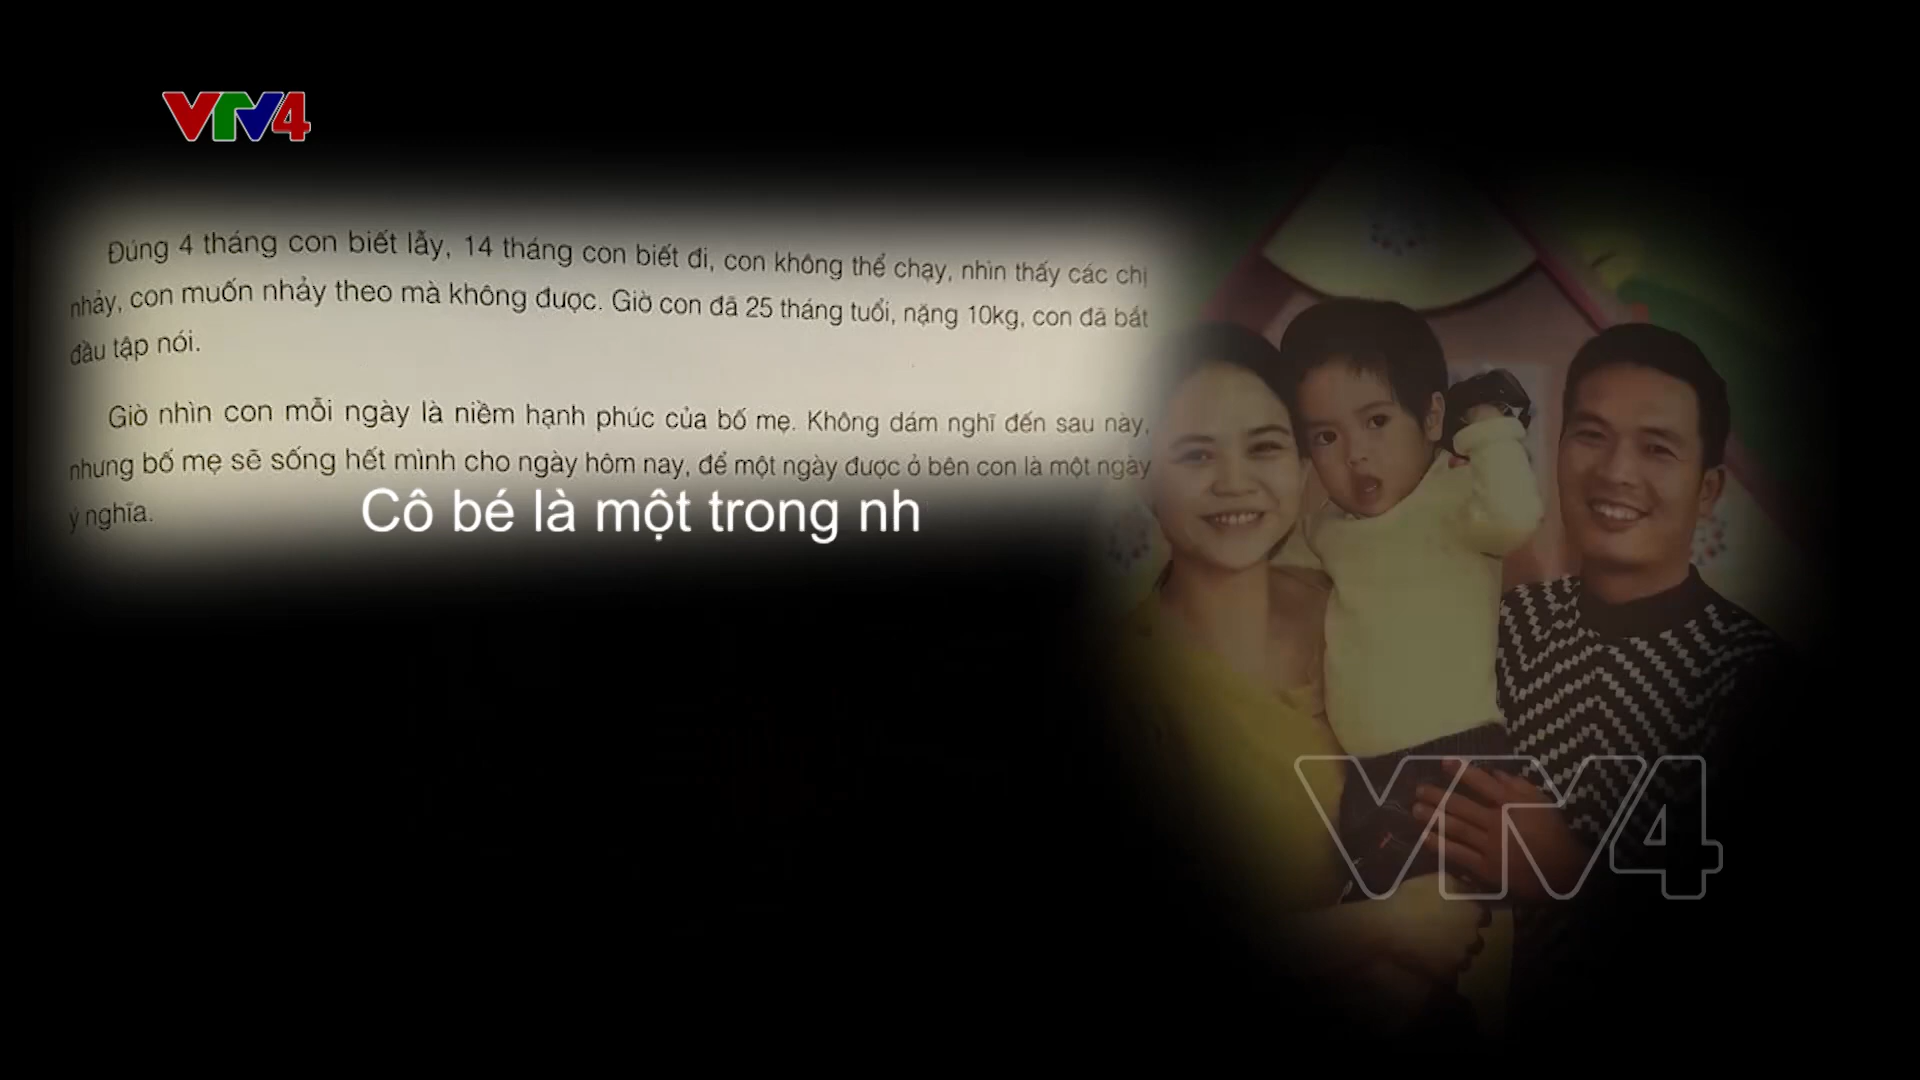 VTV4
Đúng 4 tháng con biết lẫy, 14 tháng con biết đi, con không thể chạy, nhìn thấy các chị
nhảy, con muốn nhảy theo mà không được. Giờ con đã 25 tháng tuổi, nặng 10kg, con đã bắt
đầu tập nói.
Giờ nhìn con mỗi ngày là niềm hạnh phúc của bố mẹ. Không dám nghĩ đến sau này,
nhưng bố mẹ sẽ sống hết mình cho ngày hôm nay, để một ngày được ở bên con là một ngày
ý nghĩa.
Cô bé là một trong nh
VTV4